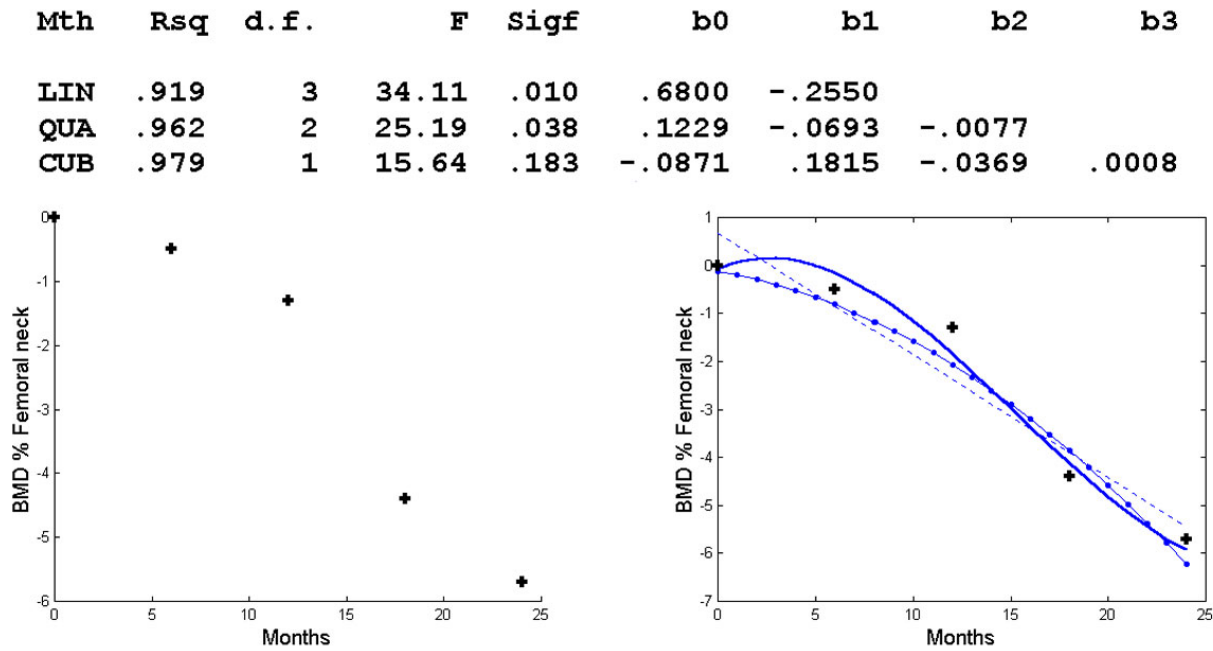 Mth Rsq d.f. F Sigf b0 b1 b2 b3
LIN .919 3 34.11 .010 .6800 -.2550
QUA .962 2 25.19 .038 .1229 -.0693 -.0077
CUB .979 1 15.64 .183 -.0871 .1815 -.0369 .0008
0
-1
-2
-3
-4
-5
-6
BMD % Femoral neck
0 5 10 15 20 25
Months
1
0
-1
-2
-3
-4
-5
-6
-7
BMD % Femoral neck
0 5 10 15 20 25
Months